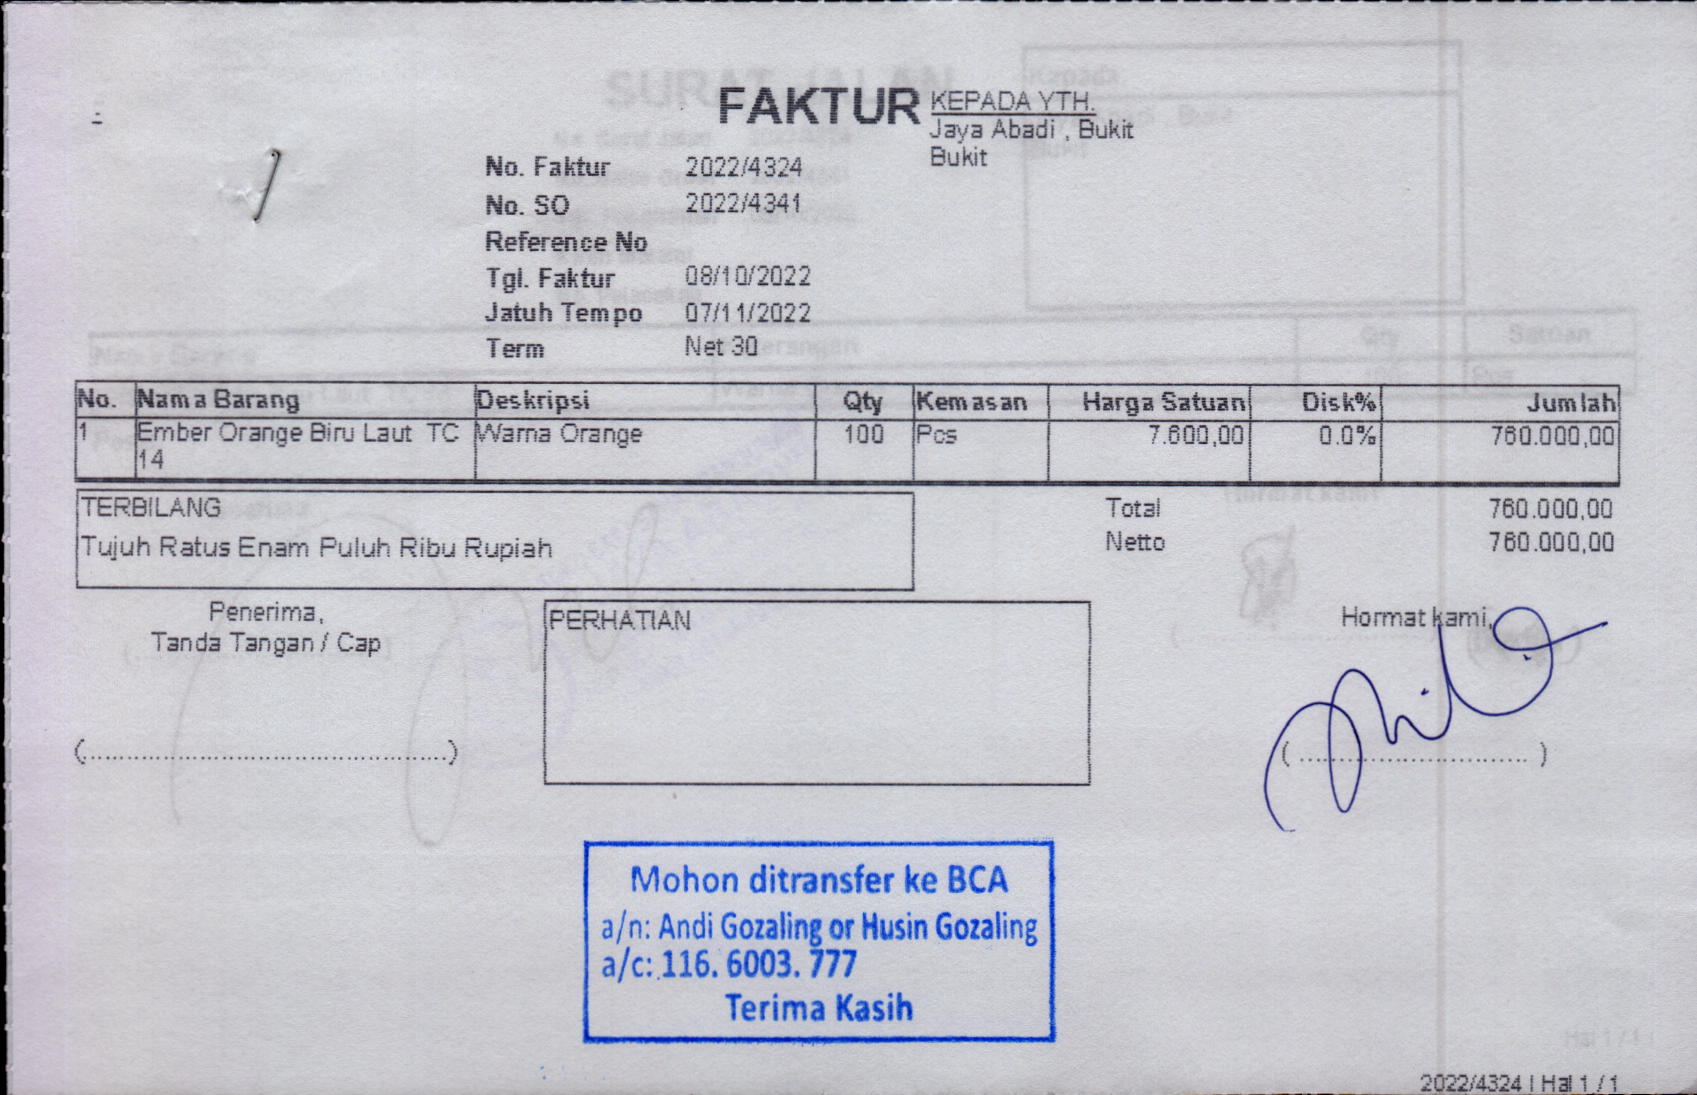 FAKTUR
KEPADA YTH.
Jaya Abadi , Bukit
Bukit
No. Faktur 2022/4324
No. SO 2022/4341
Reference No
Tgl. Faktur 08/10/2022
Jatuh Tempo 07/11/2022
Term Net 30
No. Nama Barang Deskripsi Qty Kemasan Harga Satuan Disk% Jumlah
1 Ember Orange Biru Laut TC Warna Orange 100 Pcs 7.600,00 0.0% 760.000,00
14
TERBILANG
Tujuh Ratus Enam Puluh Ribu Rupiah
Total 760.000,00
Netto 760.000,00
Penerima,
Tanda Tangan / Cap
PERHATIAN
Hormat kami,
(..................................................)
(................................ )
Mohon ditransfer ke BCA
a/n: Andi Gozaling or Husin Gozaling
a/c: 116. 6003. 777
Terima Kasih
2022/4324 | Hal 1 / 1